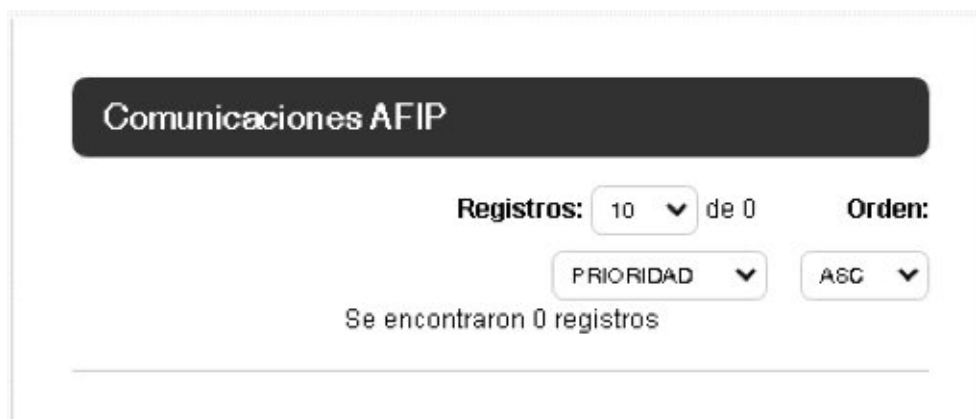 Comunicaciones AFIP
Registros: 10 de 0 Orden:
PRIORIDAD ASC
Se encontraron 0 registros